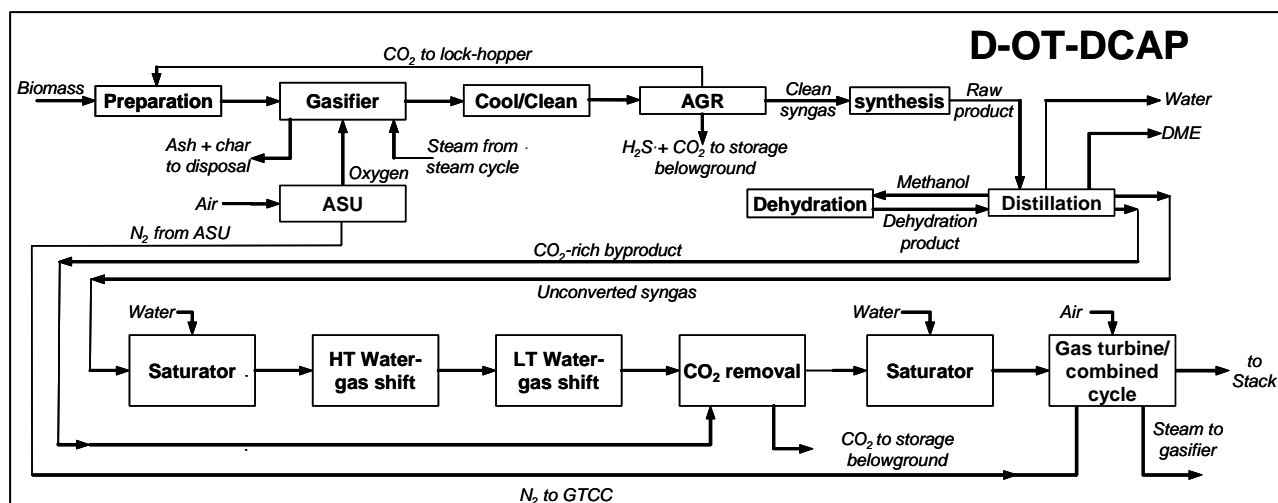 D-OT-DCAP
CO2 to lock-hopper
Biomass
Preparation
Gasifier
Cool/Clean
AGR
Clean
syngas
synthesis
Raw
product
Water
DME
Ash + char
to disposal
Oxygen
Steam from
steam cycle
H2S + CO2 to storage
belowground
Air
ASU
Methanol
Dehydration
Distillation
Dehydration
product
N2 from ASU
CO2-rich byproduct
Unconverted syngas
Water
Saturator
HT Water-
gas shift
LT Water-
gas shift
CO2 removal
Water
Saturator
Air
Gas turbine/
combined
cycle
to
Stack
CO2 to storage
belowground
Steam to
gasifier
N2 to GTCC